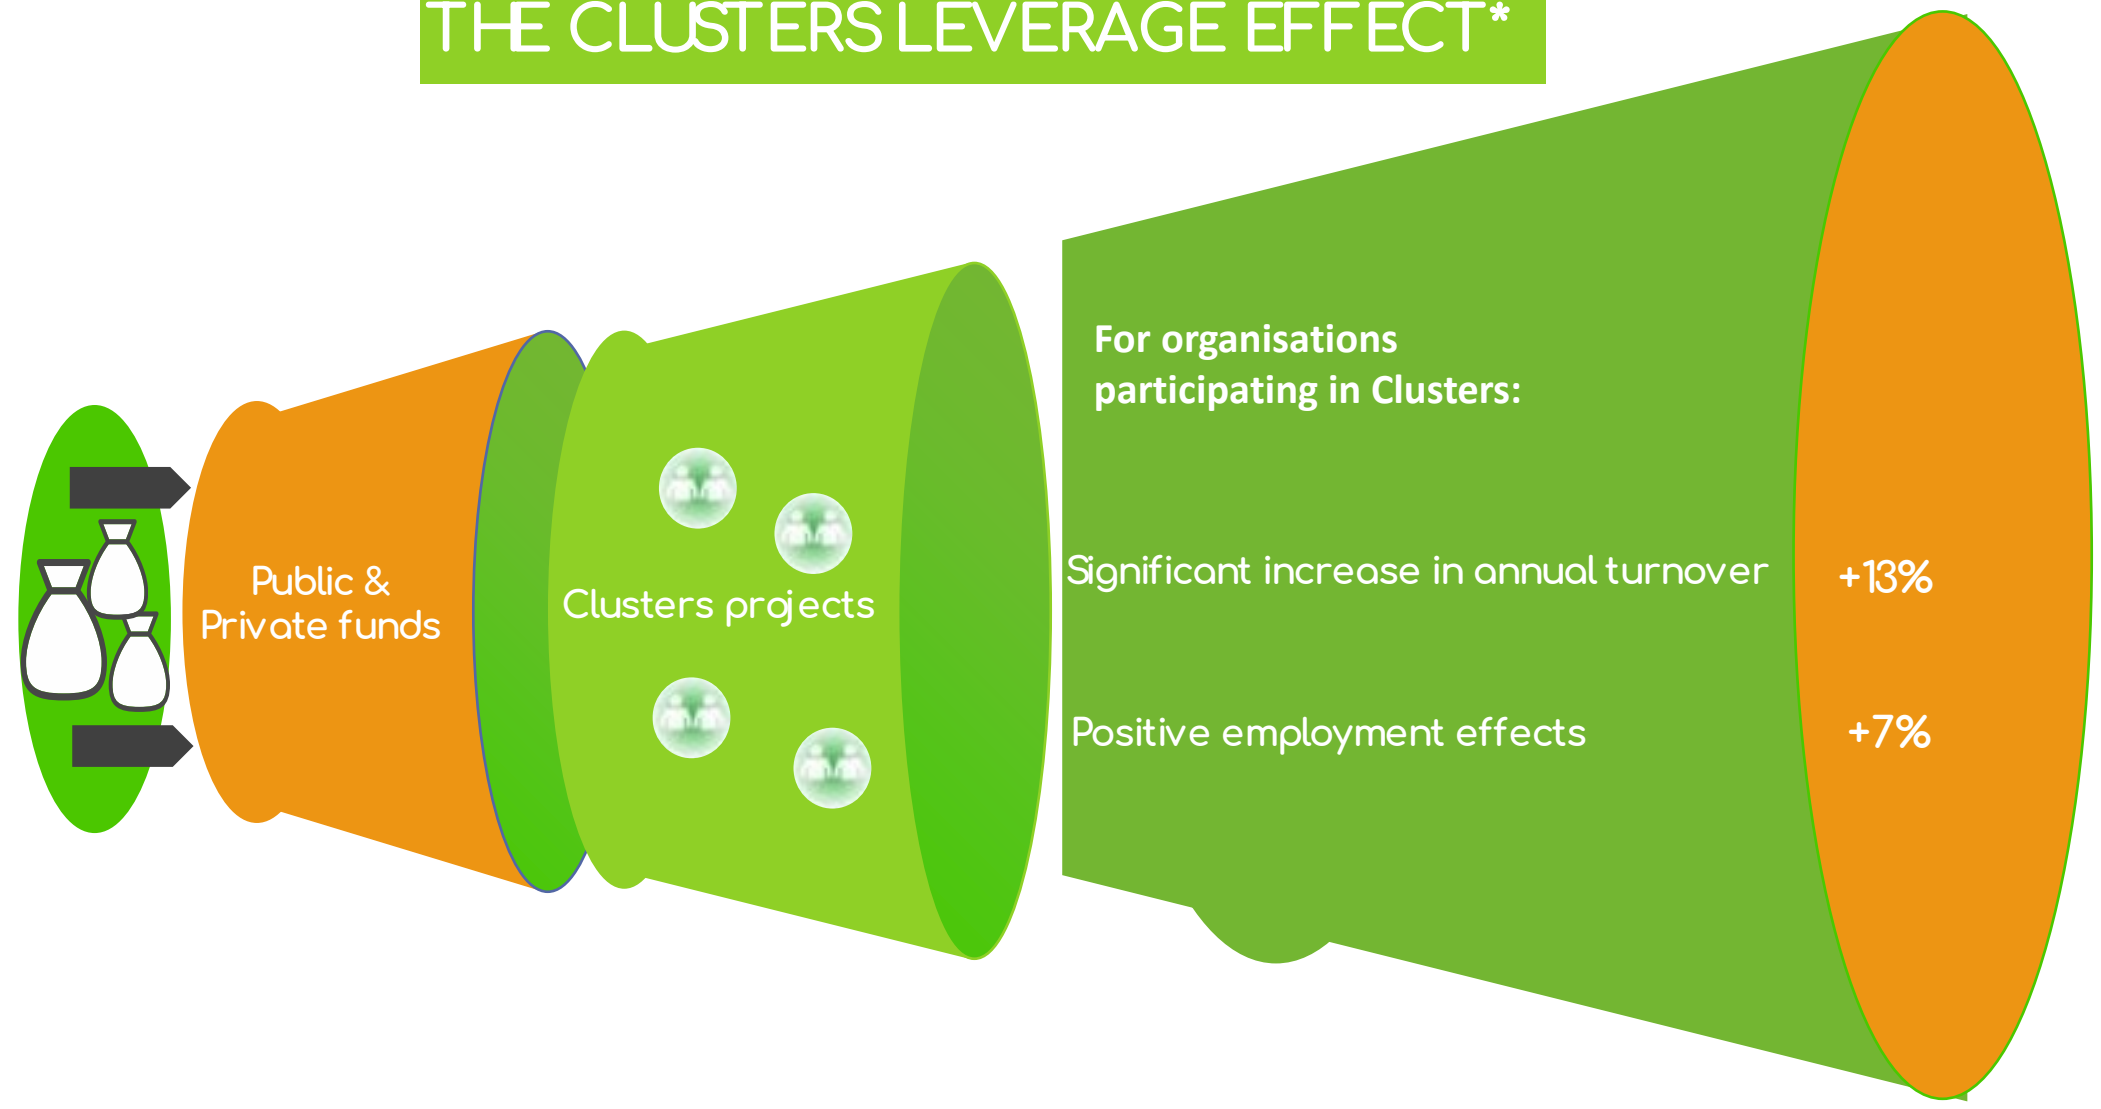 THE CLUSTERS LEVERAGE EFFECT*
For organisations
participating in Clusters:
Public &
Private funds
Clusters projects
Significant increase in annual turnover +13%
Positive employment effects +7%